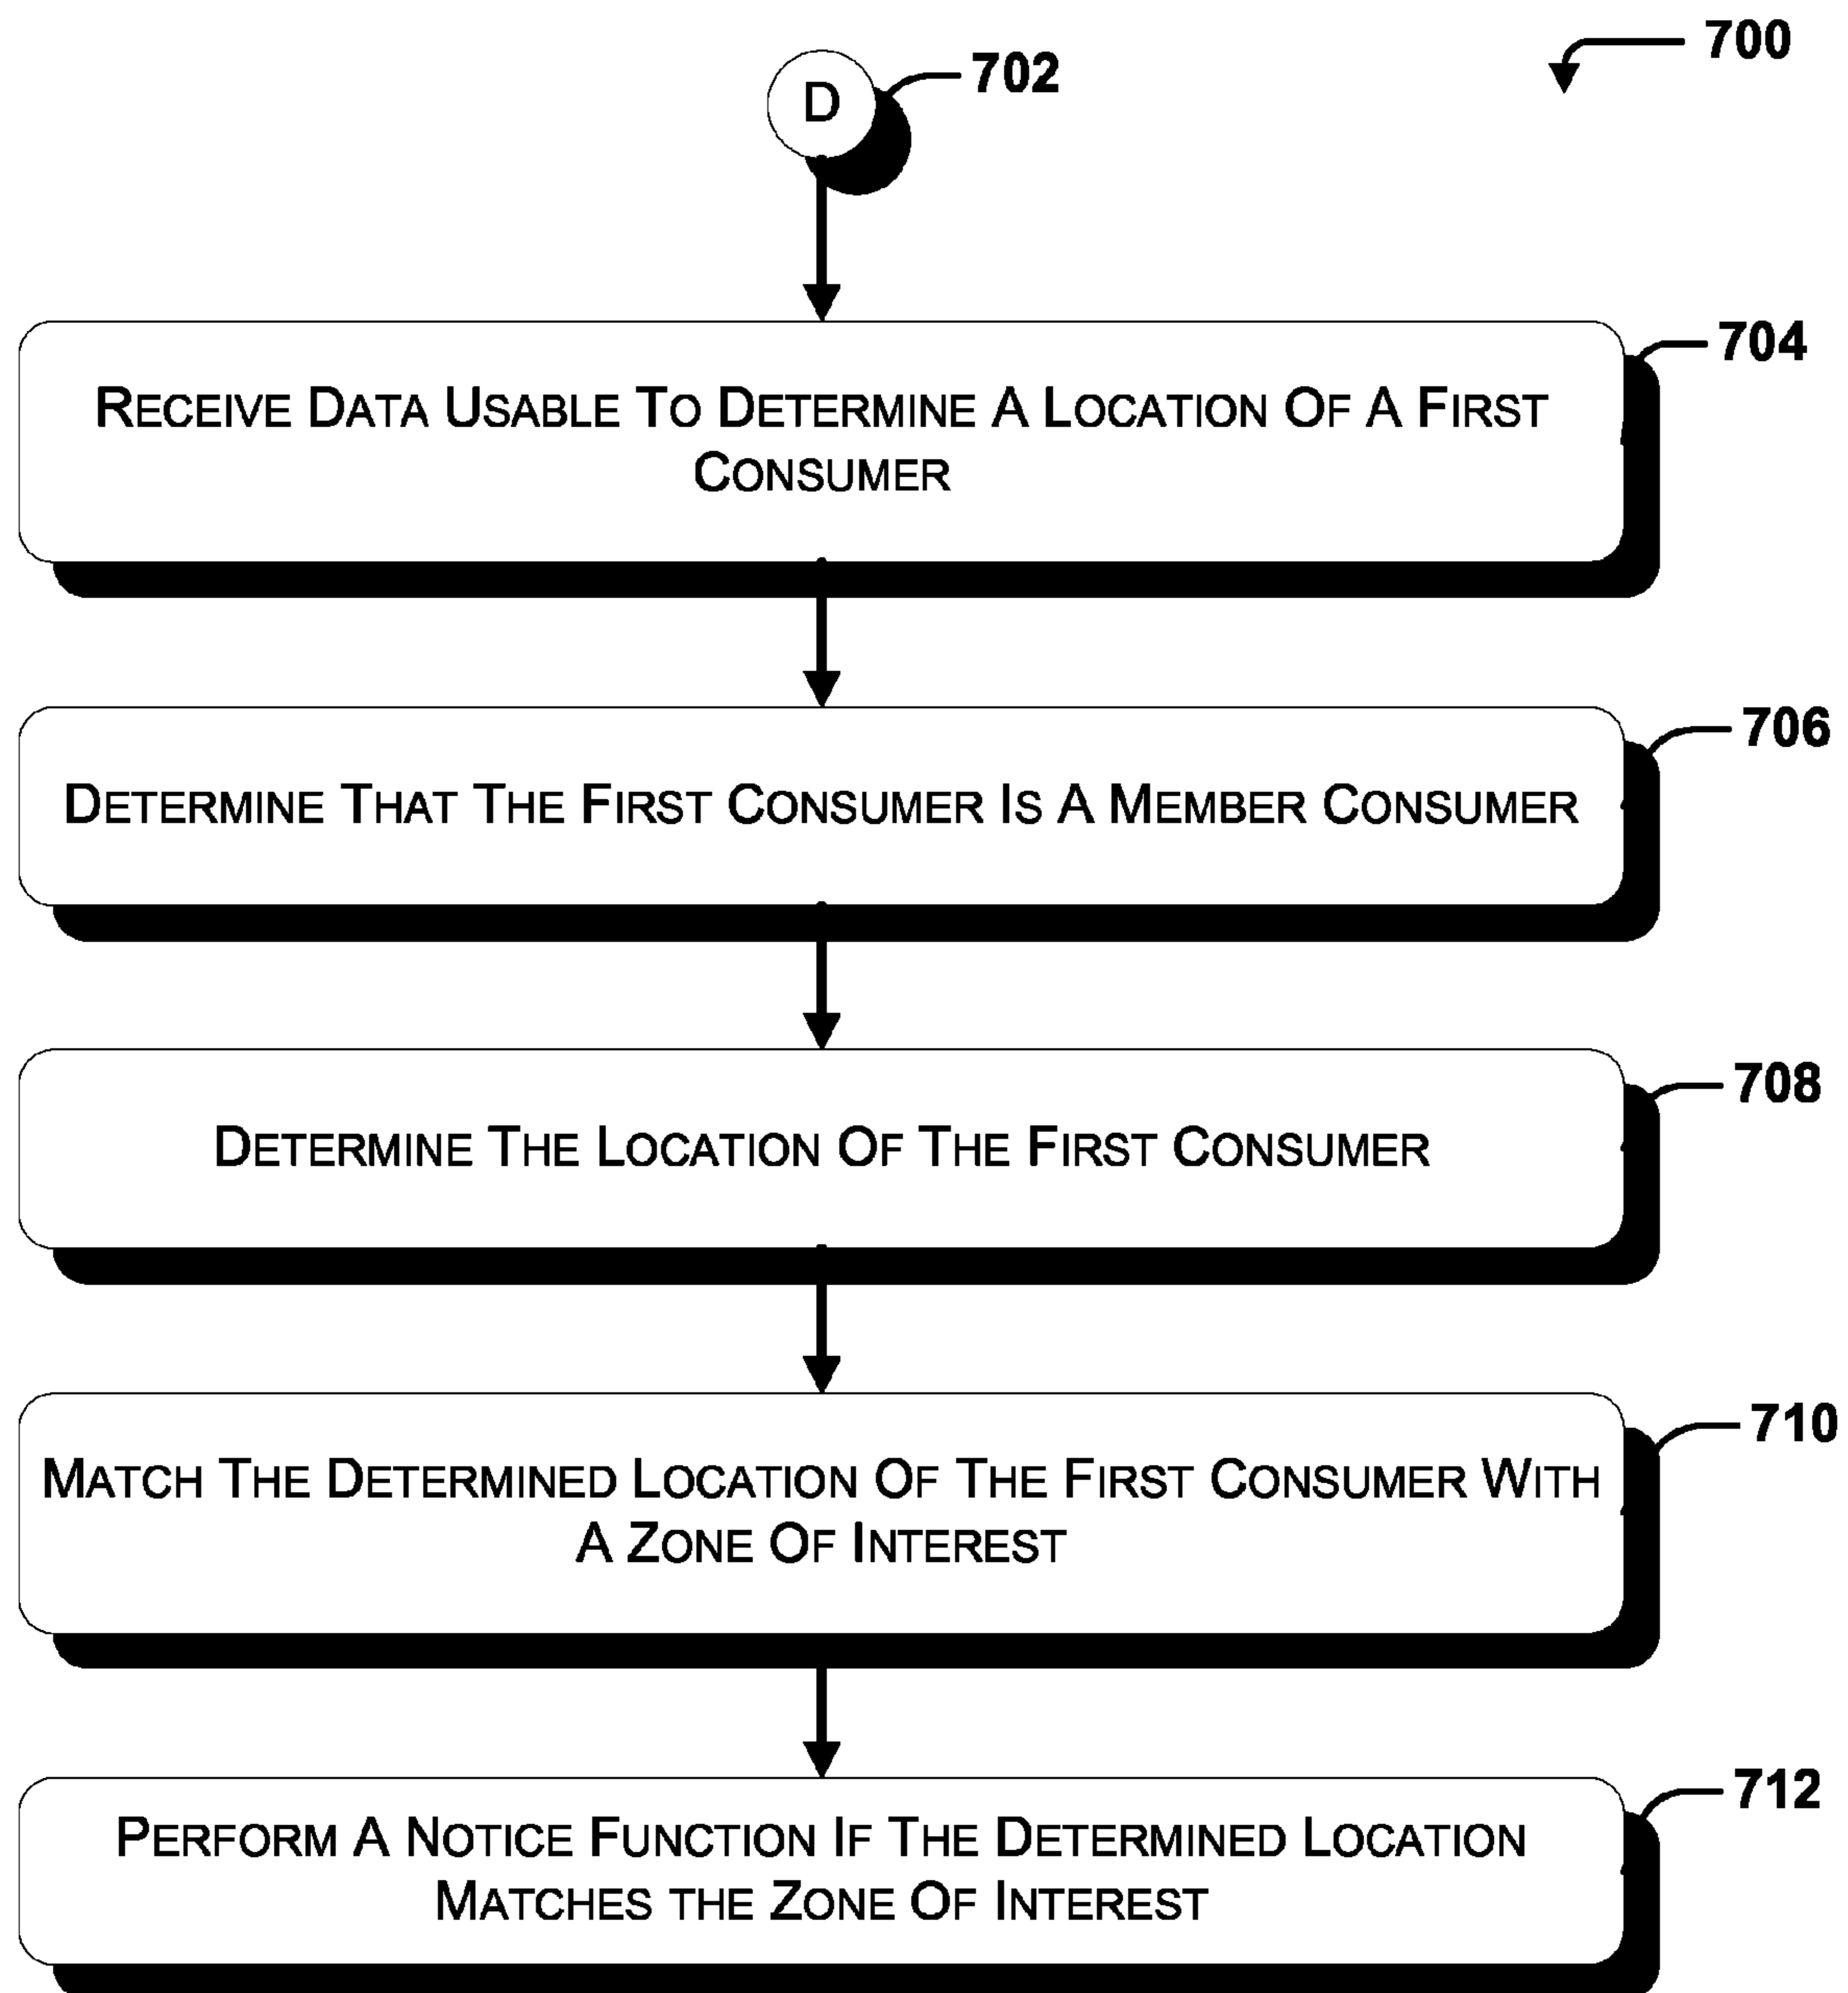 700
D
702
704
RECEIVE DATA USABLE TO DETERMINE A LOCATION OF A FIRST
CONSUMER
706
DETERMINE THAT THE FIRST CONSUMER IS A MEMBER CONSUMER
708
DETERMINE THE LOCATION OF THE FIRST CONSUMER
710
MATCH THE DETERMINED LOCATION OF THE FIRST CONSUMER WITH
A ZONE OF INTEREST
712
PERFORM A NOTICE FUNCTION IF THE DETERMINED LOCATION
MATCHES THE ZONE OF INTEREST